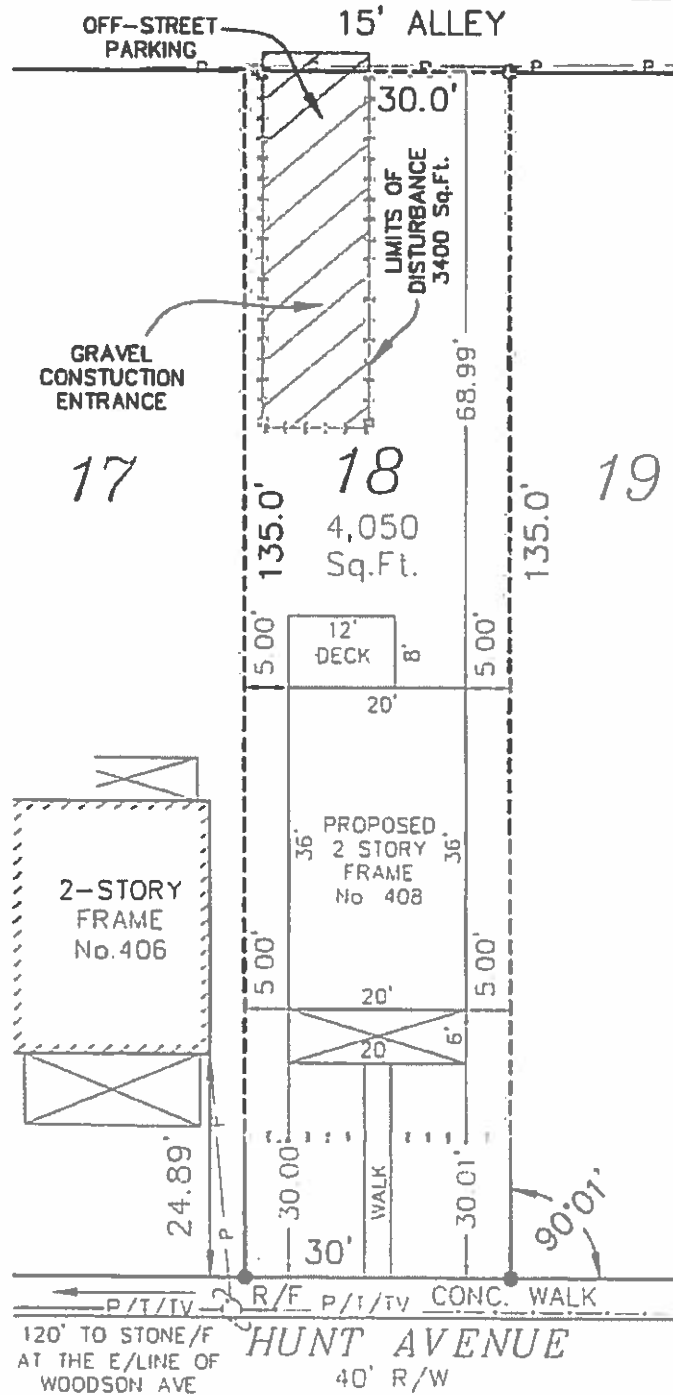 15' ALLEY
OFF-STREET
PARKING
P
P
P
P
30.0'
LIMITS OF
DISTURBANCE
3400 Sq.Ft.
GRAVEL
CONSTUCTION
ENTRANCE
68.99'
17
18
19
4,050
Sq.Ft.
135.0'
135.0'
5.00'
12'
DECK
8'
5.00'
20'
36'
PROPOSED
2 STORY
FRAME
No 408
36'
2-STORY
FRAME
No.406
5.00'
5.00'
20'
20
6'
24.89'
P
P
30.00'
WALK
30.01'
90°01'
30'
P/T/TV
R/F
P/T/TV
CONC. WALK
120' TO STONE/F
AT THE E/LINE OF
WOODSON AVE
HUNT AVENUE
40' R/W